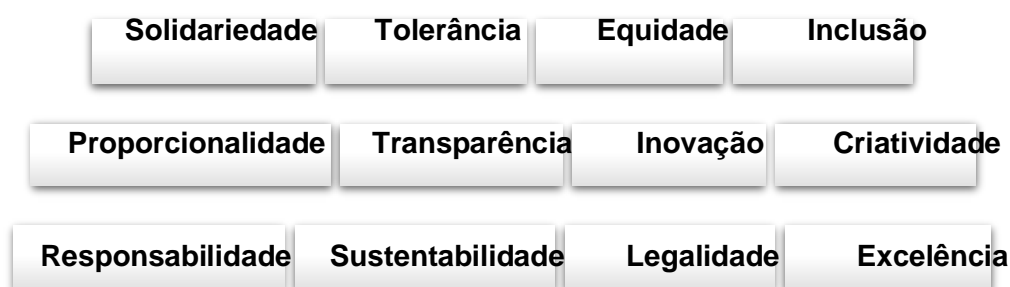 Solidariedade Tolerância Equidade Inclusão
Proporcionalidade Transparência Inovação Criatividade
Responsabilidade Sustentabilidade Legalidade Excelência